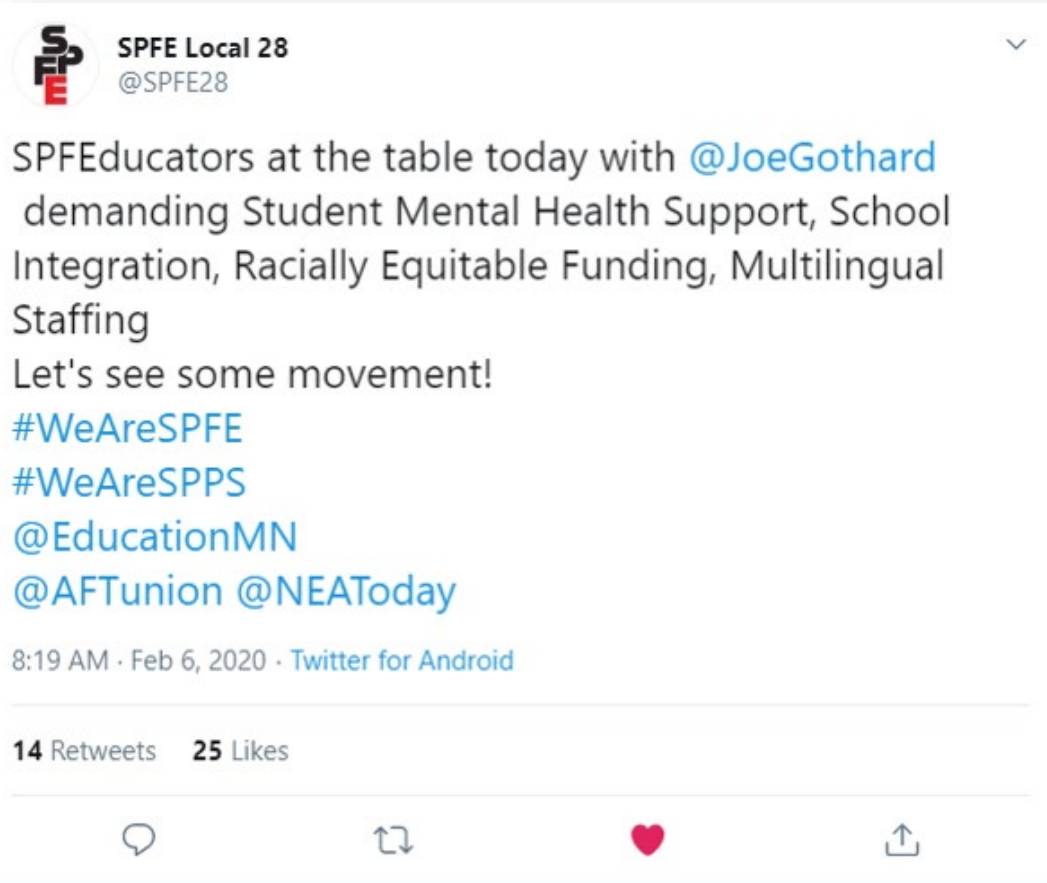 SPFE
SPFE Local 28
@SPFE28
SPFEducators at the table today with @JoeGothard
demanding Student Mental Health Support, School
Integration, Racially Equitable Funding, Multilingual
Staffing
Let's see some movement!
#WeAreSPFE
#WeAreSPPS
@EducationMN
@AFTunion @NEAToday
8:19 AM · Feb 6, 2020 · Twitter for Android
14 Retweets 25 Likes